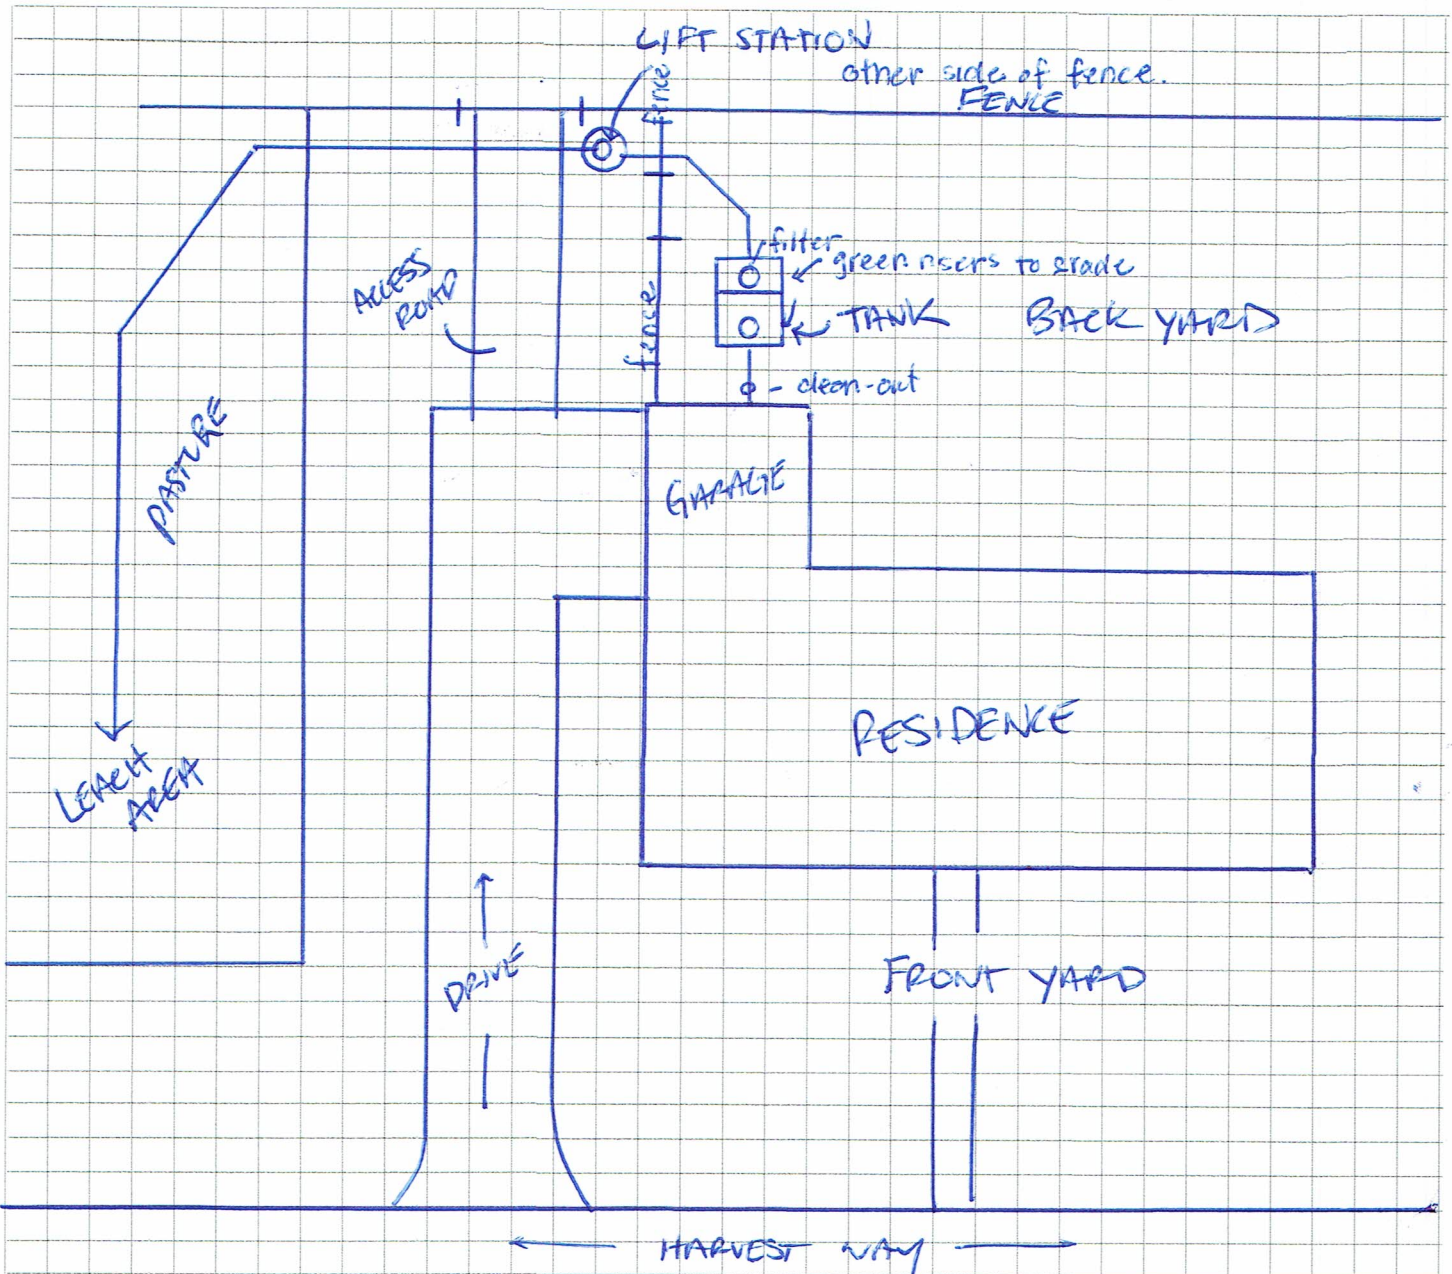 LIFT STATION
other side of fence.
FENCE
fence
filter
green risers to grade
TANK
BACK YARD
fence
ACCESS
ROAD
clean-out
PASTURE
GARAGE
RESIDENCE
LEACH
AREA
DRIVE
FRONT YARD
HARVEST WAY